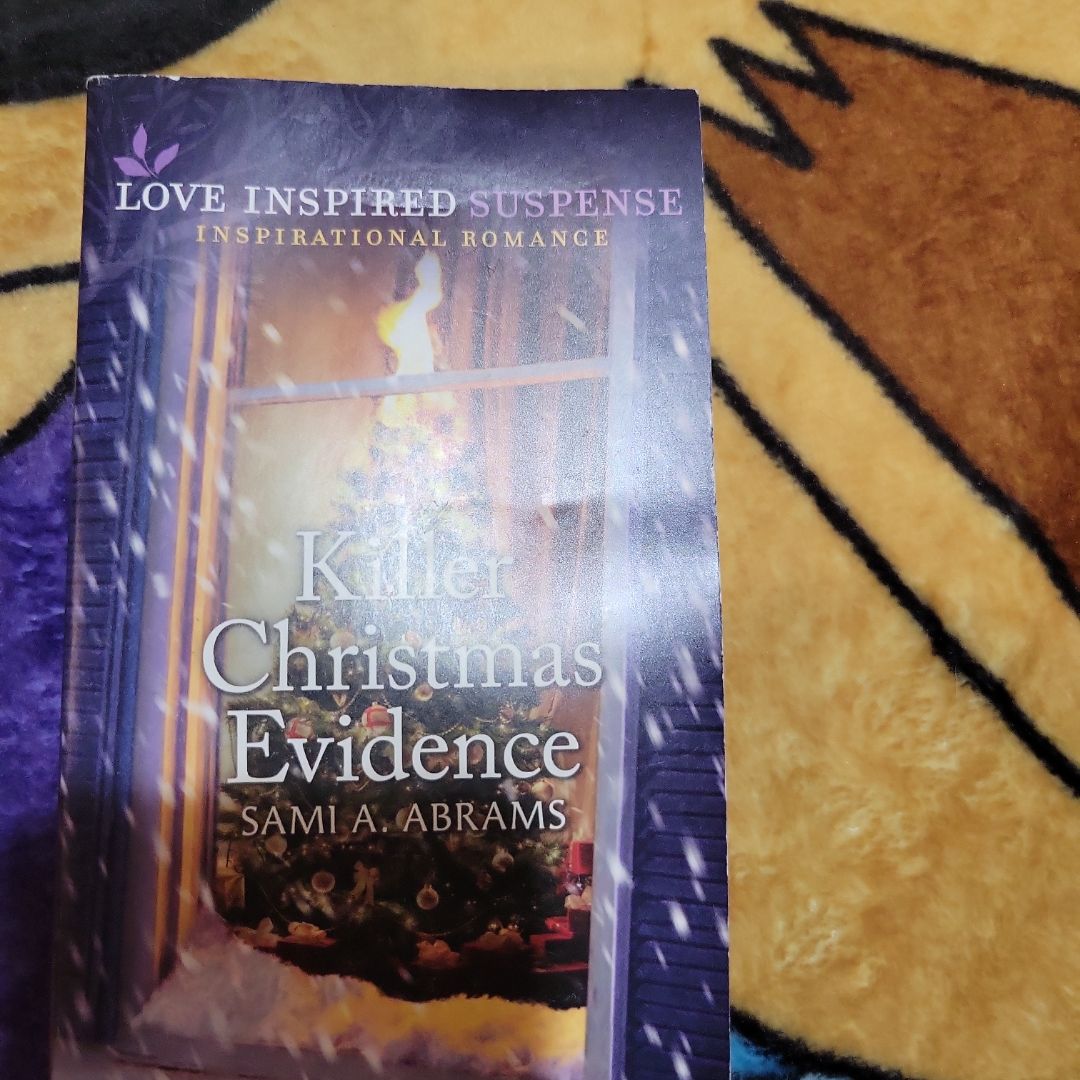 LOVE INSPIRED SUSPENSE
INSPIRATIONAL ROMANCE
Killer
Christmas
Evidence
SAMI A. ABRAMS